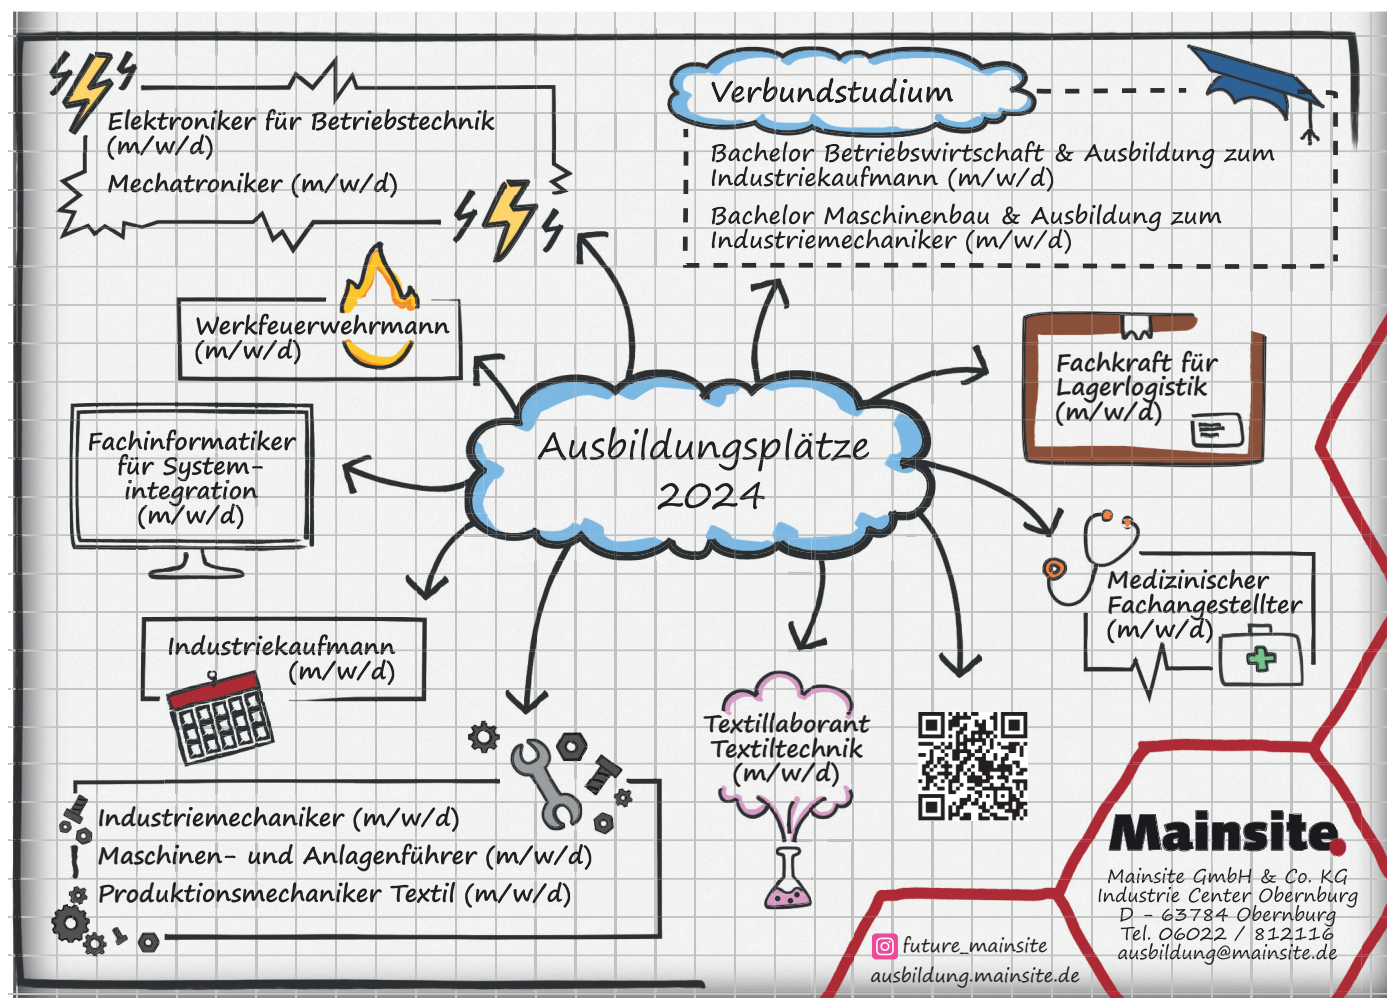 Elektroniker für Betriebstechnik
(m/w/d)
Mechatroniker (m/w/d)
Verbundstudium
Bachelor Betriebswirtschaft & Ausbildung zum
Industriekaufmann (m/w/d)
Bachelor Maschinenbau & Ausbildung zum
Industriemechaniker (m/w/d)
Werkfeuerwehrmann
(m/w/d)
Fachkraft für
Lagerlogistik
(m/w/d)
Fachinformatiker
für System-
integration
(m/w/d)
Ausbildungsplätze
2024
Medizinischer
Fachangestellter
(m/w/d)
Industriekaufmann
(m/w/d)
Textillaborant
Textiltechnik
(m/w/d)
Industriemechaniker (m/w/d)
Maschinen- und Anlagenführer (m/w/d)
Produktionsmechaniker Textil (m/w/d)
Mainsite.
Mainsite GmbH & Co. KG
Industrie Center Obernburg
D - 63784 Obernburg
Tel. 06022 / 812116
ausbildung@mainsite.de
future_mainsite
ausbildung.mainsite.de